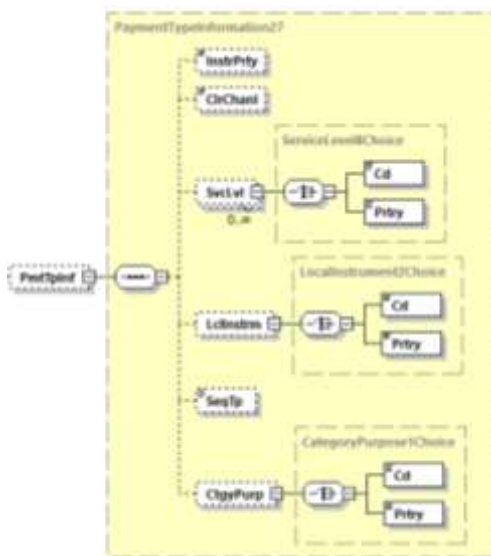 PaymentTypeInformation27
InstrPrty
ClrChanl
ServiceLevel8Choice
Cd
SvcLvl
Prtry
0..∞
LocalInstrument2Choice
PmtTpInf
Cd
LclInstrm
Prtry
SeqTp
CategoryPurpose1Choice
Cd
CtgyPurp
Prtry